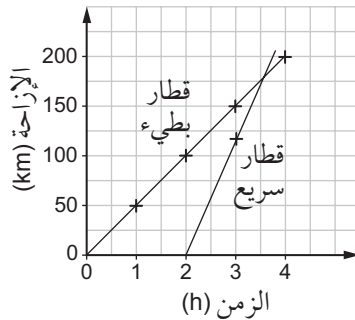 الإزاحة (km)
200
150
100
50
0
قطار
بطيء
قطار
سريع
0 1 2 3 4
الزمن (h)